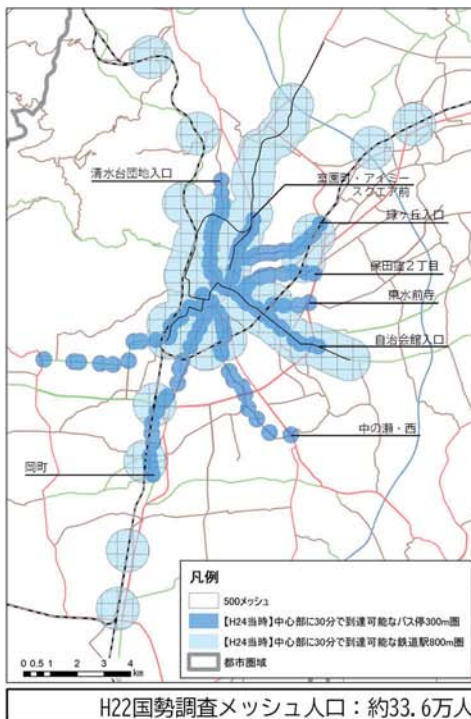 清水台団地入口
室園町・アイミー
スクエア前
緑ヶ丘入口
保田窪2丁目
東水前寺
自治会館入口
中の瀬・西
岡町
凡例
500メッシュ
【H24当時】中心部に30分で到達可能なバス停300m圏
【H24当時】中心部に30分で到達可能な鉄道駅800m圏
都市圏域
0 0.5 1 2 3 4
km
H22国勢調査メッシュ人口：約33.6万人